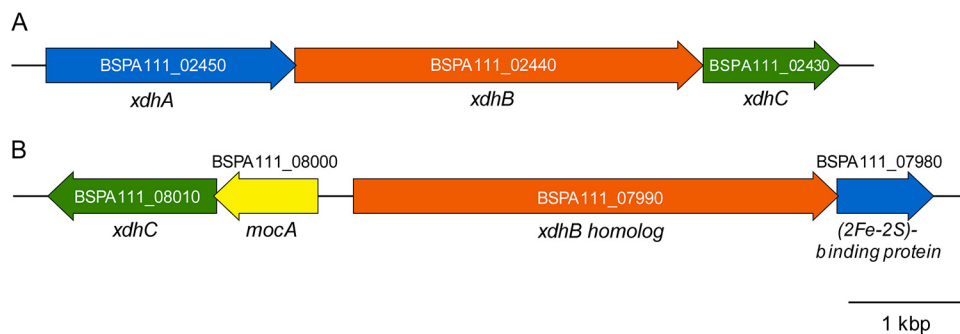 A
BSPA111_02450 BSPA111_02440 BSPA111_02430
xdhA xdhB xdhC
B
BSPA111_08000 BSPA111_07980
BSPA111_08010 BSPA111_07990
xdhC mocA xdhB homolog (2Fe-2S)-
binding protein
1 kbp